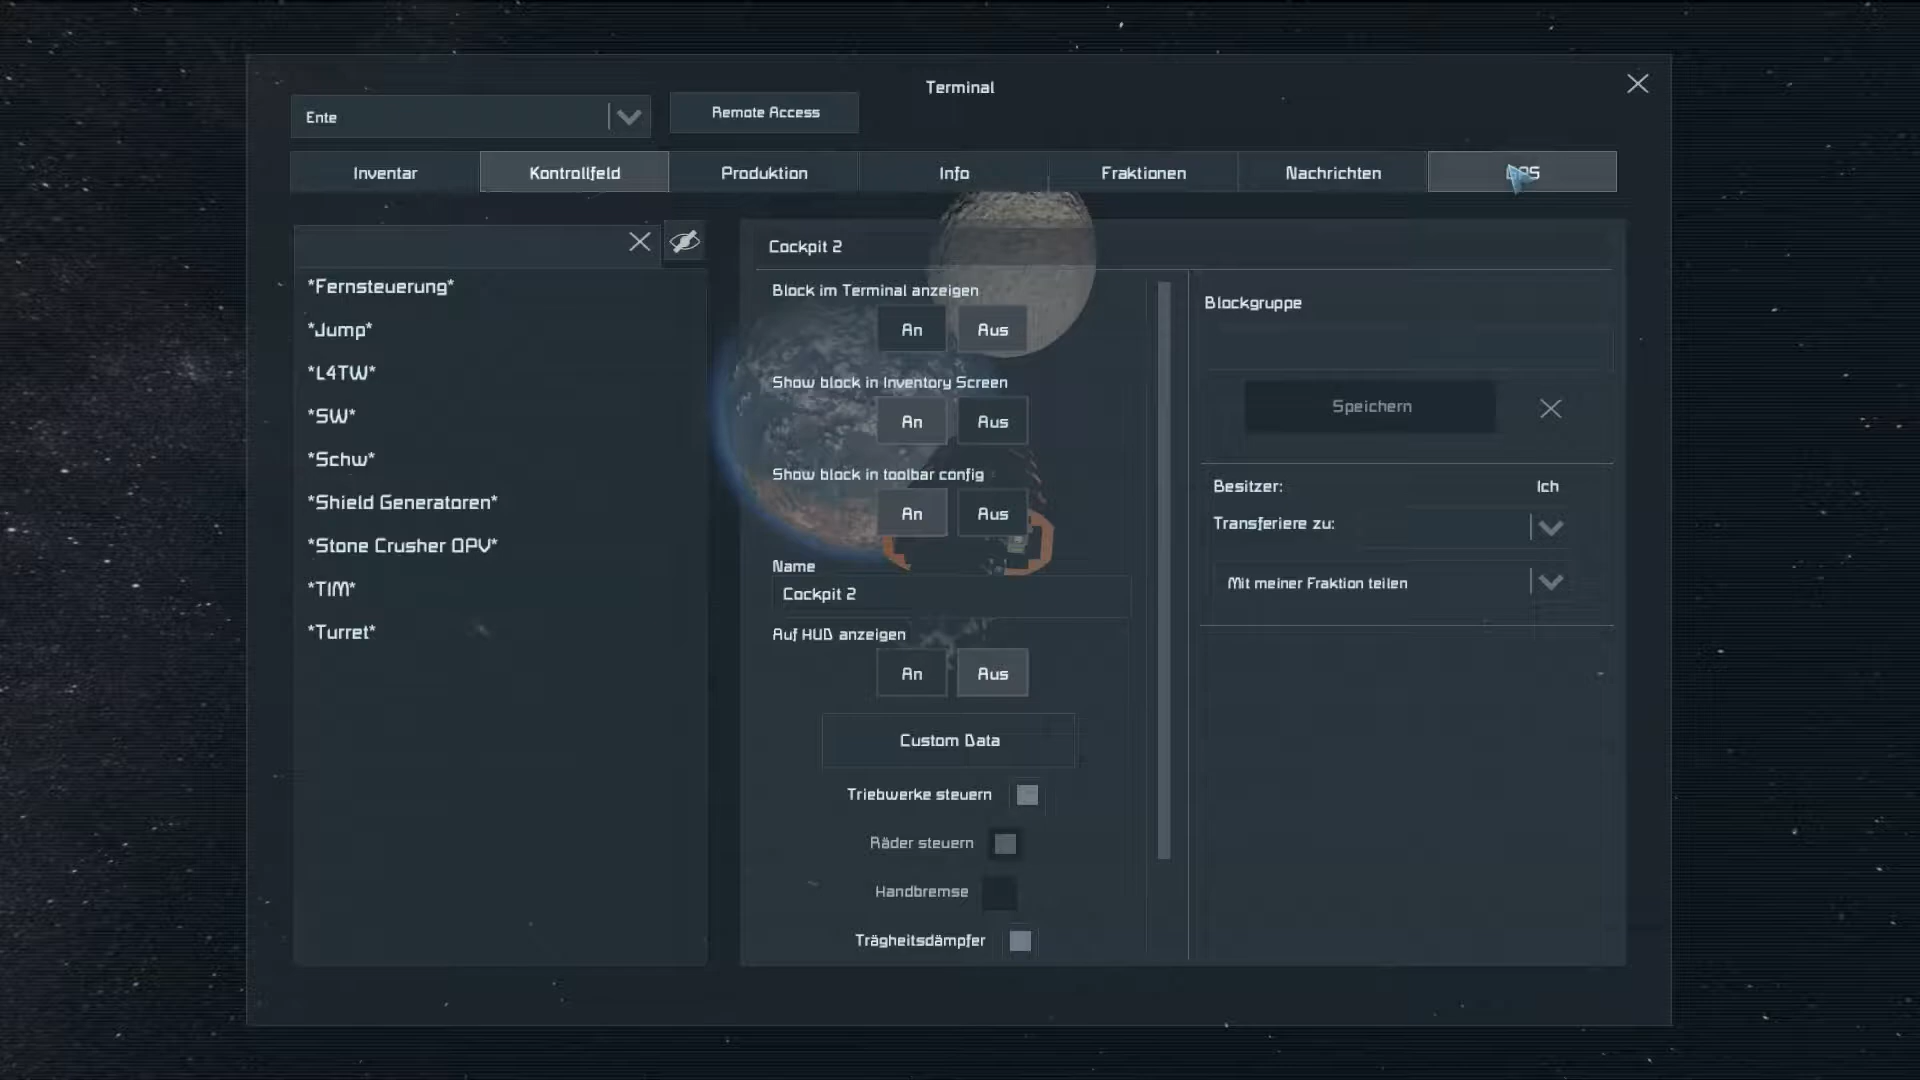 Terminal
Ente
Remote Access
Inventar
Kontrollfeld
Produktion
Info
Fraktionen
Nachrichten
GPS
*Fernsteuerung*
*Jump*
*L4TW*
*SW*
*Schw*
*Shield Generatoren*
*Stone Crusher OPV*
*TIM*
*Turret*
Cockpit 2
Block im Terminal anzeigen
An Aus
Show block in Inventory Screen
An Aus
Show block in toolbar config
An Aus
Name
Cockpit 2
Auf HUD anzeigen
An Aus
Custom Data
Triebwerke steuern
Räder steuern
Handbremse
Trägheitsdämpfer
Blockgruppe
Speichern
Besitzer: Ich
Transferiere zu:
Mit meiner Fraktion teilen